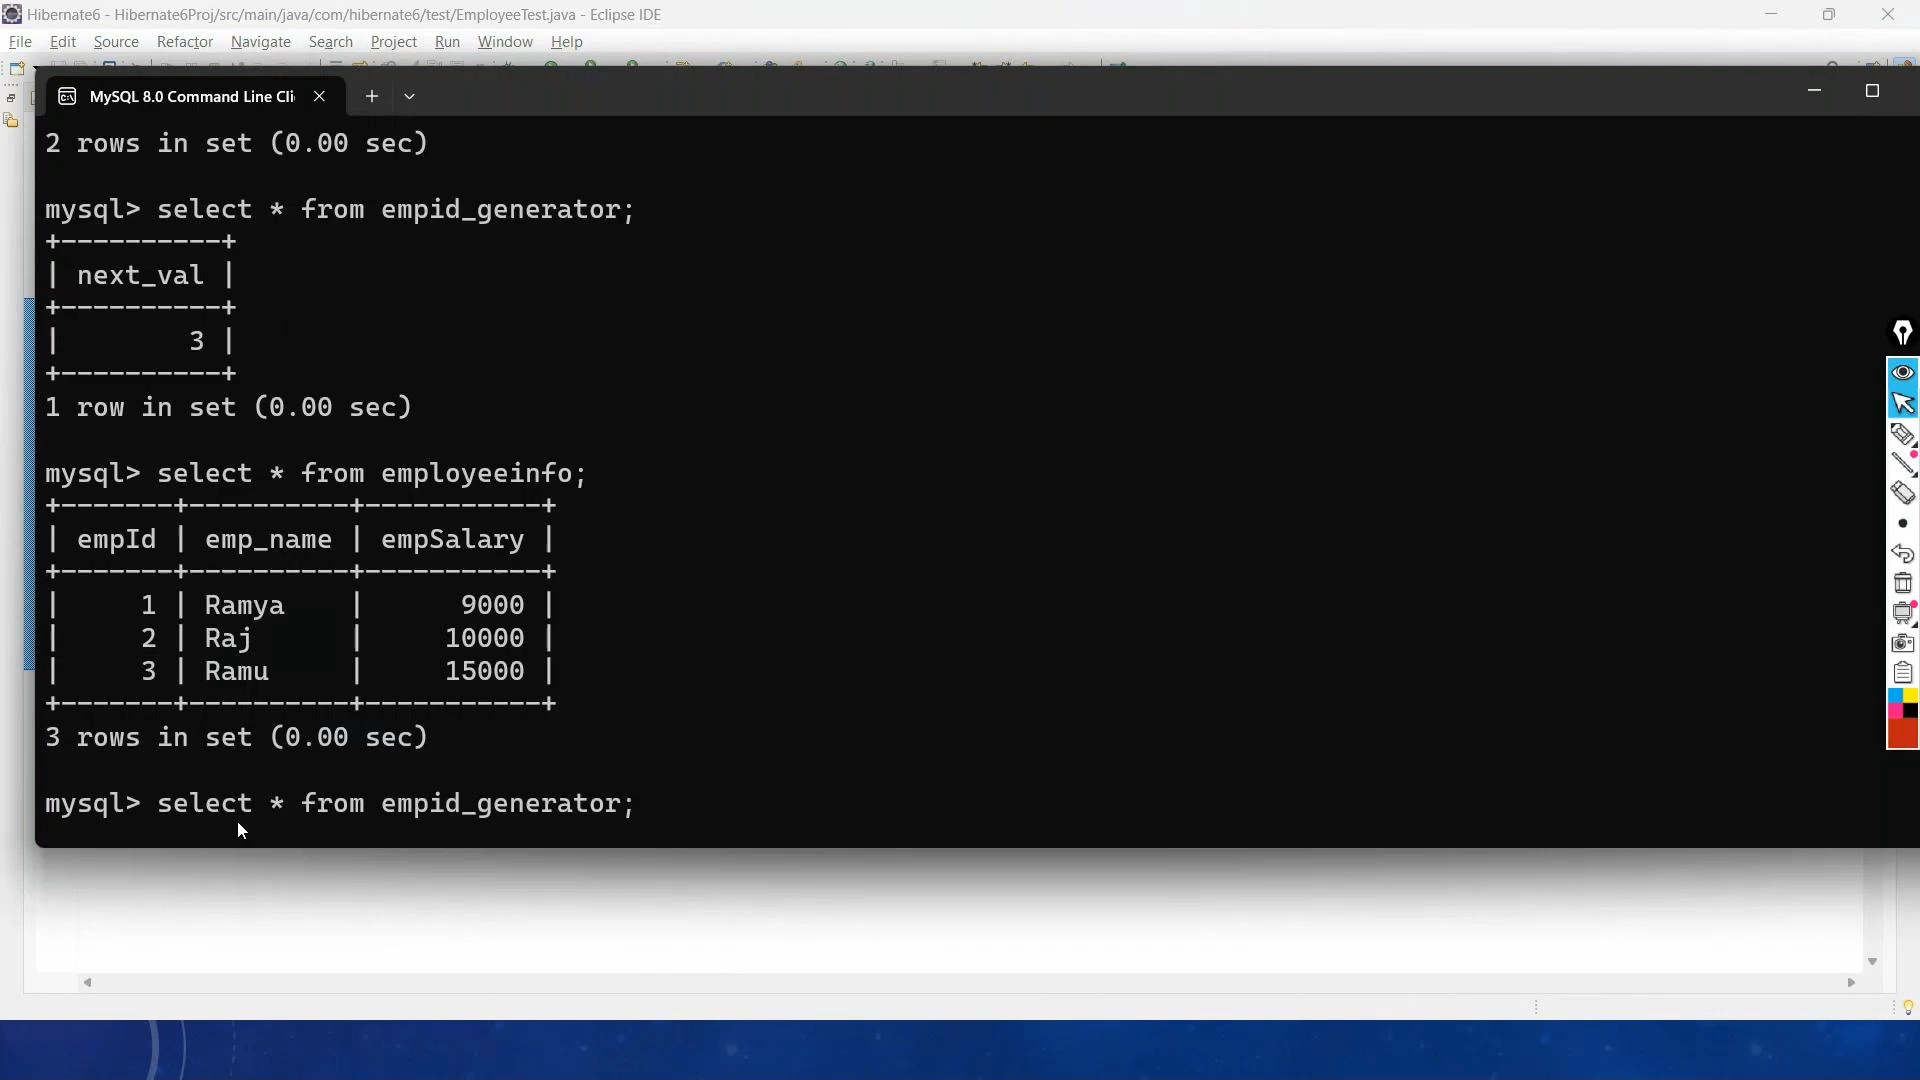 Hibernate6 - Hibernate6Proj/src/main/java/com/hibernate6/test/EmployeeTest.java - Eclipse IDE
File Edit Source Refactor Navigate Search Project Run Window Help
MySQL 8.0 Command Line Cli
2 rows in set (0.00 sec)
mysql> select * from empid_generator;
+----------+
| next_val |
+----------+
|        3 |
+----------+
1 row in set (0.00 sec)
mysql> select * from employeeinfo;
+-------+----------+-----------+
| empId | emp_name | empSalary |
+-------+----------+-----------+
|     1 | Ramya    |      9000 |
|     2 | Raj      |     10000 |
|     3 | Ramu     |     15000 |
+-------+----------+-----------+
3 rows in set (0.00 sec)
mysql> select * from empid_generator;